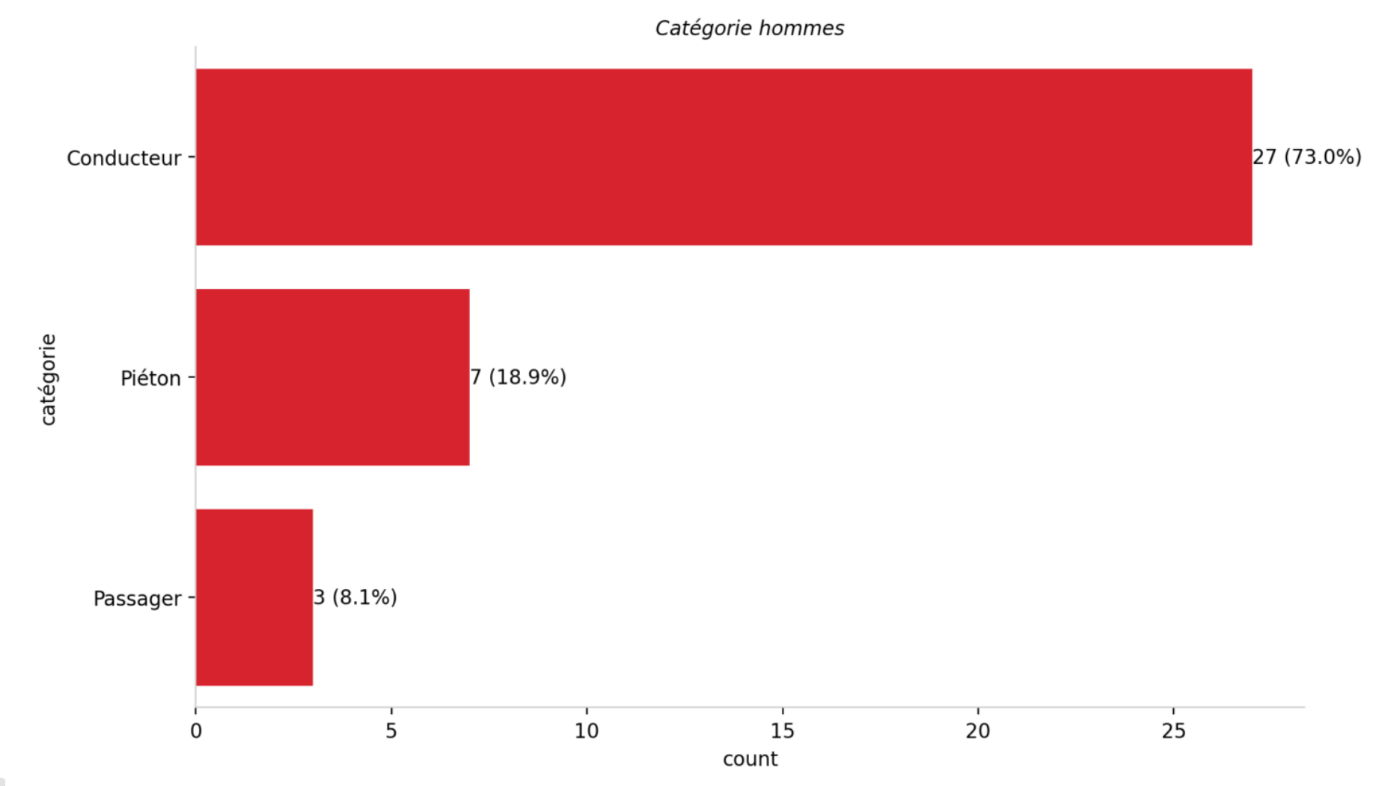 Catégorie hommes
Conducteur
27 (73.0%)
Piéton
7 (18.9%)
Passager
3 (8.1%)
catégorie
0 5 10 15 20 25
count